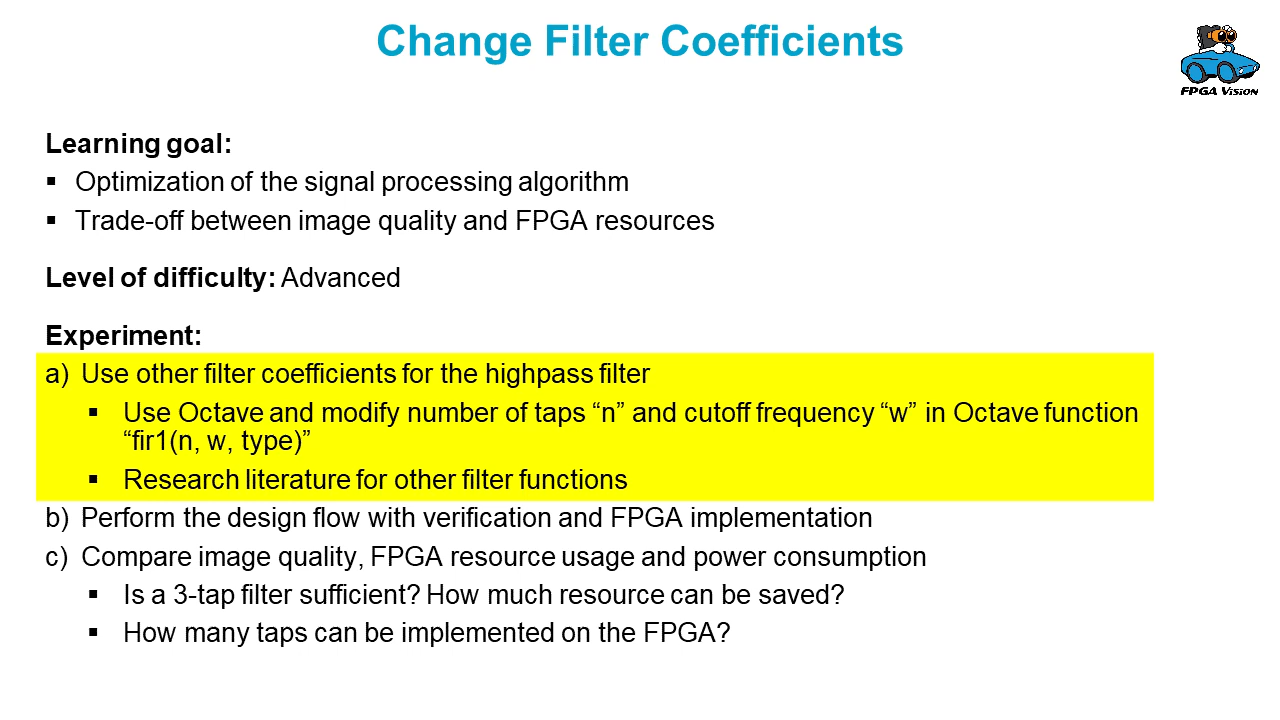 Change Filter Coefficients
FPGA Vision
Learning goal:
▪ Optimization of the signal processing algorithm
▪ Trade-off between image quality and FPGA resources
Level of difficulty: Advanced
Experiment:
a) Use other filter coefficients for the highpass filter
▪ Use Octave and modify number of taps “n” and cutoff frequency “w” in Octave function
“fir1(n, w, type)”
▪ Research literature for other filter functions
b) Perform the design flow with verification and FPGA implementation
c) Compare image quality, FPGA resource usage and power consumption
▪ Is a 3-tap filter sufficient? How much resource can be saved?
▪ How many taps can be implemented on the FPGA?